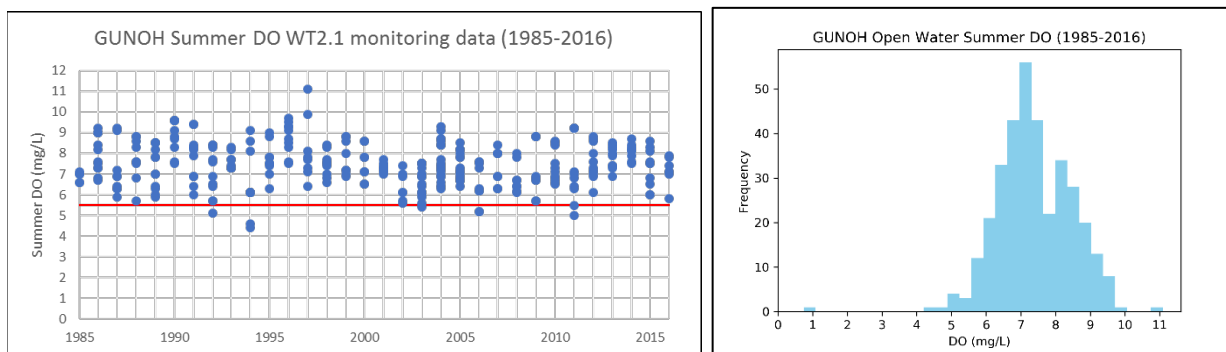 GUNOH Summer DO WT2.1 monitoring data (1985-2016)
Summer DO (mg/L)
12
11
10
9
8
7
6
5
4
3
2
1
0
1985 1990 1995 2000 2005 2010 2015
GUNOH Open Water Summer DO (1985-2016)
Frequency
50
40
30
20
10
0
0 1 2 3 4 5 6 7 8 9 10 11
DO (mg/L)